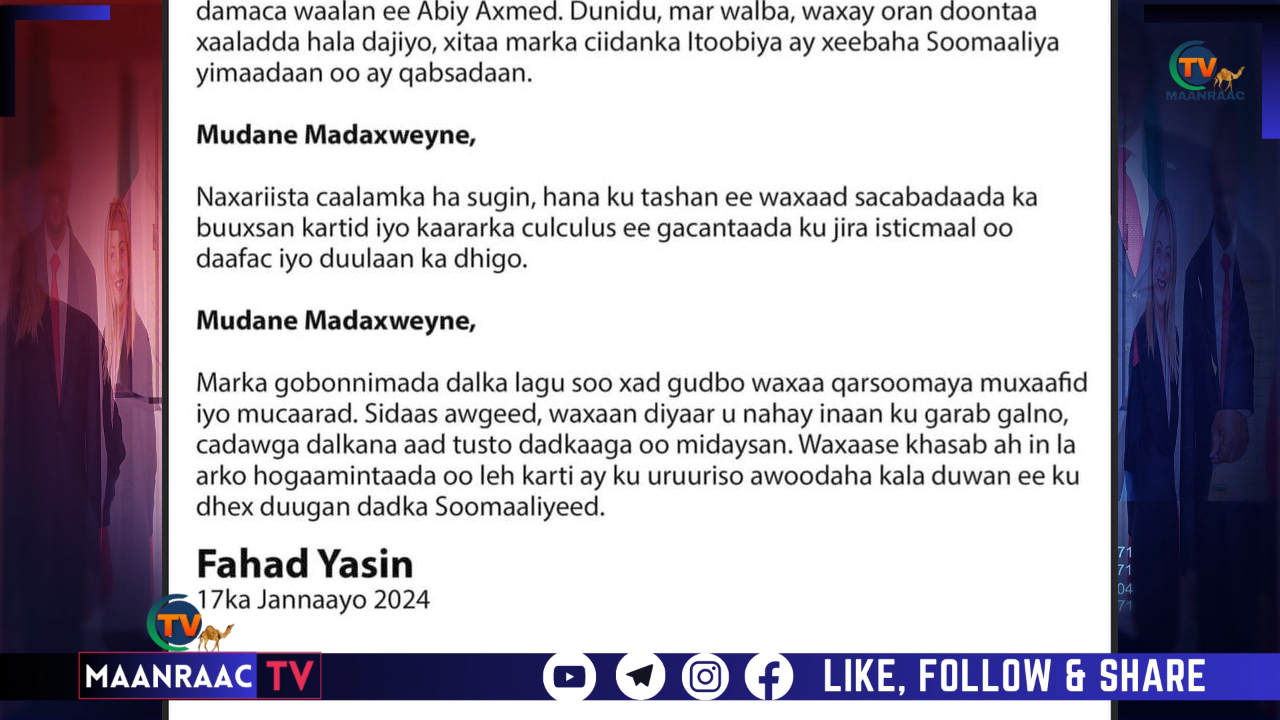 damaca waalan ee Abiy Axmed. Dunidu, mar walba, waxay oran doontaa
xaaladda hala dajiyo, xitaa marka ciidanka Itoobiya ay xeebaha Soomaaliya
yimaadaan oo ay qabsadaan.
Mudane Madaxweyne,
Naxariista caalamka ha sugin, hana ku tashan ee waxaad sacabadaada ka
buuxsan kartid iyo kaararka culculus ee gacantaada ku jira isticmaal oo
daafac iyo duulaan ka dhigo.
Mudane Madaxweyne,
Marka gobonnimada dalka lagu soo xad gudbo waxaa qarsoomaya muxaafid
iyo mucaarad. Sidaas awgeed, waxaan diyaar u nahay inaan ku garab galno,
cadawga dalkana aad tusto dadkaaga oo midaysan. Waxaase khasab ah in la
arko hogaamintaada oo leh karti ay ku uruuriso awoodaha kala duwan ee ku
dhex duugan dadka Soomaaliyeed.
Fahad Yasin
17ka Jannaayo 2024
TV
MAANRAAC
71
71
04
71
TV
MAANRAAC TV
LIKE, FOLLOW & SHARE